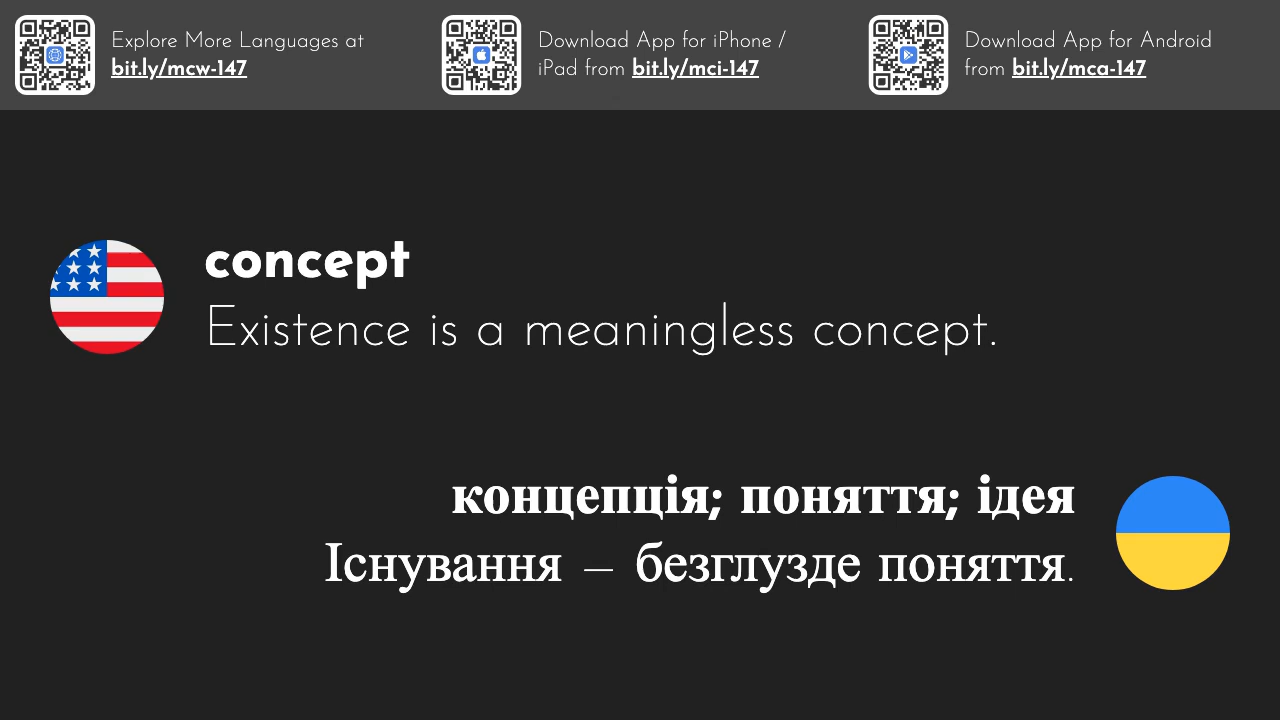 Explore More Languages at
bit.ly/mcw-147
Download App for iPhone /
iPad from bit.ly/mci-147
Download App for Android
from bit.ly/mca-147
concept
Existence is a meaningless concept.
концепція; поняття; ідея
Існування – безглузде поняття.